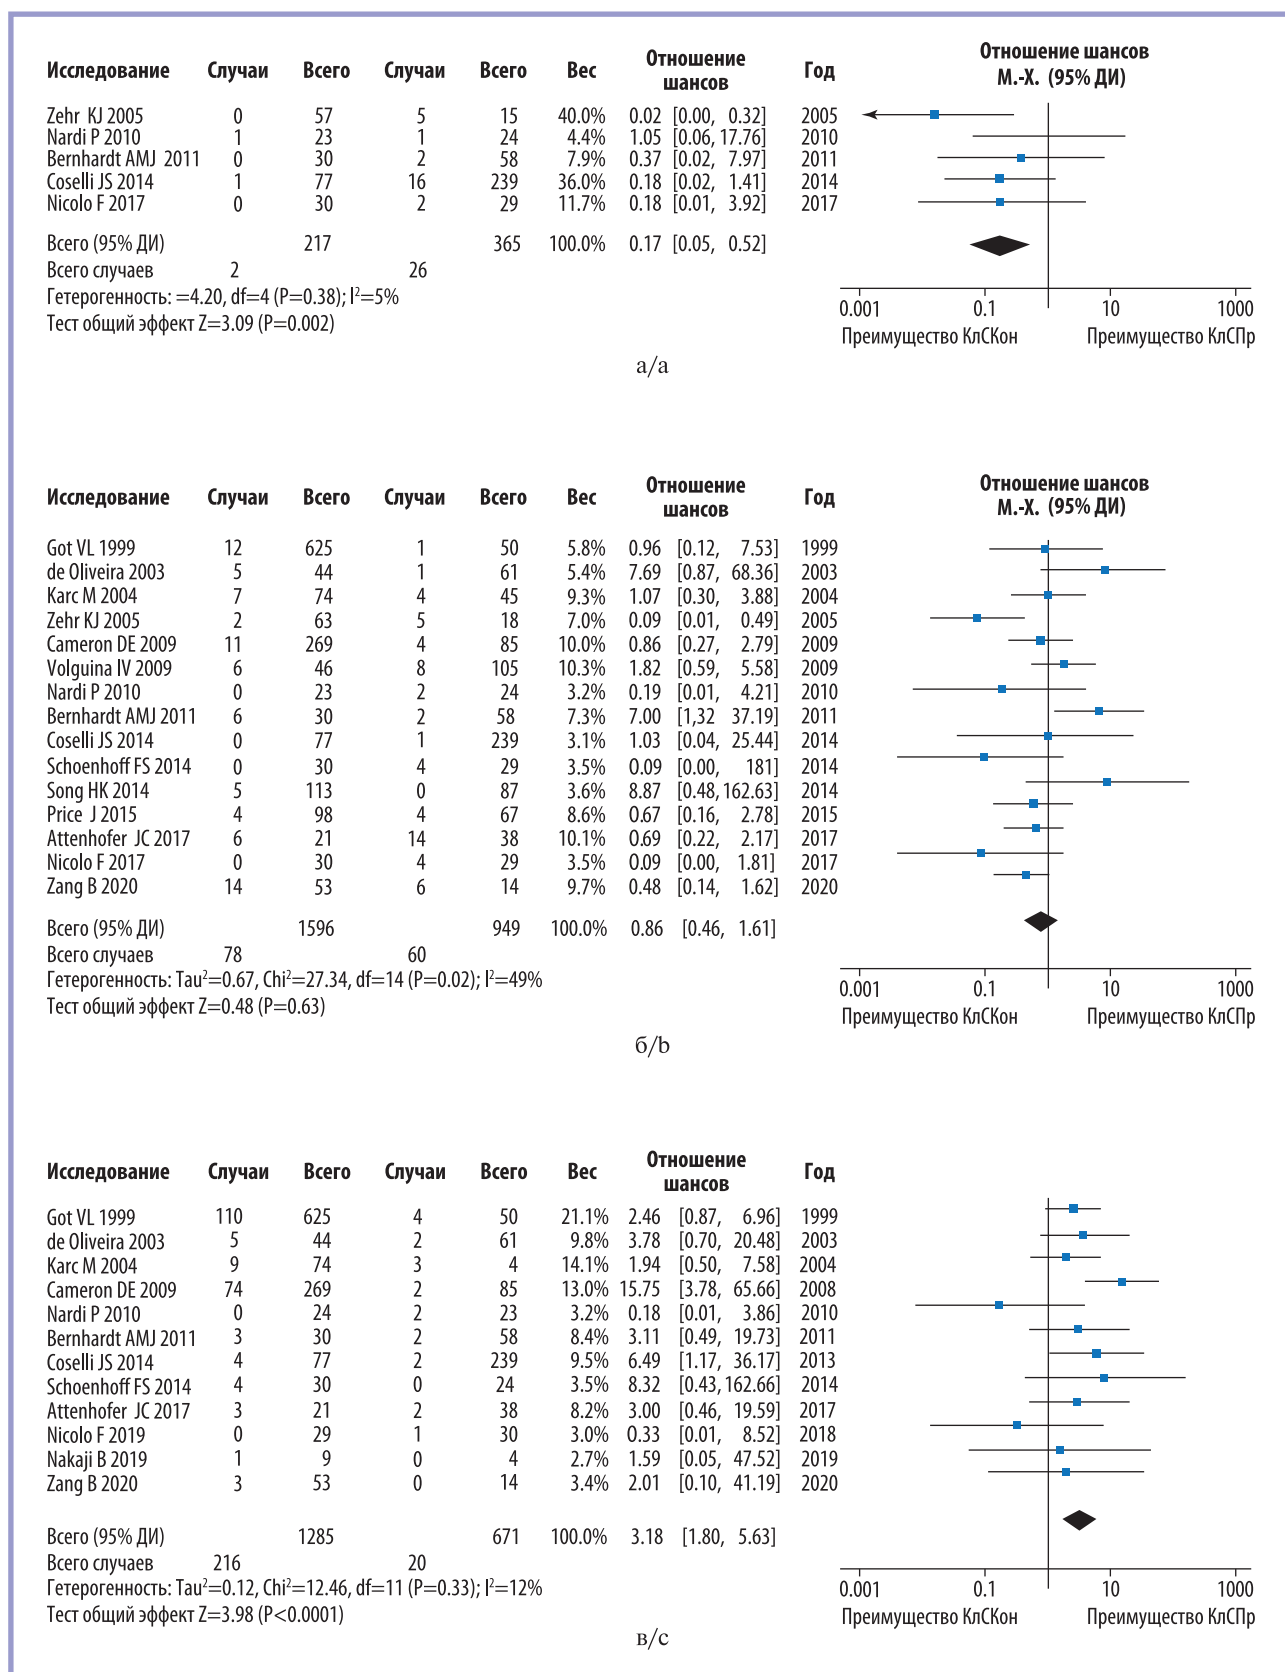 Исследование Случаи Всего Случаи Всего Вес Отношение шансов Год Отношение шансов М.-Х. (95% ДИ)
Zehr KJ 2005 0 57 5 15 40.0% 0.02 [0.00, 0.32] 2005
Nardi P 2010 1 23 1 24 4.4% 1.05 [0.06, 17.76] 2010
Bernhardt AMJ 2011 0 30 2 58 7.9% 0.37 [0.02, 7.97] 2011
Coselli JS 2014 1 77 16 239 36.0% 0.18 [0.02, 1.41] 2014
Nicolo F 2017 0 30 2 29 11.7% 0.18 [0.01, 3.92] 2017
Всего (95% ДИ) 217 365 100.0% 0.17 [0.05, 0.52]
Всего случаев 2 26
Гетерогенность: =4.20, df=4 (P=0.38); I²=5%
Тест общий эффект Z=3.09 (P=0.002)
0.001 0.1 10 1000
Преимущество КлСКон Преимущество КлСПр
а/a
Исследование Случаи Всего Случаи Всего Вес Отношение шансов Год Отношение шансов М.-Х. (95% ДИ)
Got VL 1999 12 625 1 50 5.8% 0.96 [0.12, 7.53] 1999
de Oliveira 2003 5 44 1 61 5.4% 7.69 [0.87, 68.36] 2003
Karc M 2004 7 74 4 45 9.3% 1.07 [0.30, 3.88] 2004
Zehr KJ 2005 2 63 5 18 7.0% 0.09 [0.01, 0.49] 2005
Cameron DE 2009 11 269 4 85 10.0% 0.86 [0.27, 2.79] 2009
Volguina IV 2009 6 46 8 105 10.3% 1.82 [0.59, 5.58] 2009
Nardi P 2010 0 23 2 24 3.2% 0.19 [0.01, 4.21] 2010
Bernhardt AMJ 2011 6 30 2 58 7.3% 7.00 [1,32 37.19] 2011
Coselli JS 2014 0 77 1 239 3.1% 1.03 [0.04, 25.44] 2014
Schoenhoff FS 2014 0 30 4 29 3.5% 0.09 [0.00, 181] 2014
Song HK 2014 5 113 0 87 3.6% 8.87 [0.48, 162.63] 2014
Price J 2015 4 98 4 67 8.6% 0.67 [0.16, 2.78] 2015
Attenhofer JC 2017 6 21 14 38 10.1% 0.69 [0.22, 2.17] 2017
Nicolo F 2017 0 30 4 29 3.5% 0.09 [0.00, 1.81] 2017
Zang B 2020 14 53 6 14 9.7% 0.48 [0.14, 1.62] 2020
Всего (95% ДИ) 1596 949 100.0% 0.86 [0.46, 1.61]
Всего случаев 78 60
Гетерогенность: Tau²=0.67, Chi²=27.34, df=14 (P=0.02); I²=49%
Тест общий эффект Z=0.48 (P=0.63)
0.001 0.1 10 1000
Преимущество КлСКон Преимущество КлСПр
б/b
Исследование Случаи Всего Случаи Всего Вес Отношение шансов Год
Got VL 1999 110 625 4 50 21.1% 2.46 [0.87, 6.96] 1999
de Oliveira 2003 5 44 2 61 9.8% 3.78 [0.70, 20.48] 2003
Karc M 2004 9 74 3 4 14.1% 1.94 [0.50, 7.58] 2004
Cameron DE 2009 74 269 2 85 13.0% 15.75 [3.78, 65.66] 2008
Nardi P 2010 0 24 2 23 3.2% 0.18 [0.01, 3.86] 2010
Bernhardt AMJ 2011 3 30 2 58 8.4% 3.11 [0.49, 19.73] 2011
Coselli JS 2014 4 77 2 239 9.5% 6.49 [1.17, 36.17] 2013
Schoenhoff FS 2014 4 30 0 24 3.5% 8.32 [0.43, 162.66] 2014
Attenhofer JC 2017 3 21 2 38 8.2% 3.00 [0.46, 19.59] 2017
Nicolo F 2019 0 29 1 30 3.0% 0.33 [0.01, 8.52] 2018
Nakaji B 2019 1 9 0 4 2.7% 1.59 [0.05, 47.52] 2019
Zang B 2020 3 53 0 14 3.4% 2.01 [0.10, 41.19] 2020
Всего (95% ДИ) 1285 671 100.0% 3.18 [1.80, 5.63]
Всего случаев 216 20
Гетерогенность: Tau²=0.12, Chi²=12.46, df=11 (P=0.33); I²=12%
Тест общий эффект Z=3.98 (P<0.0001)
0.001 0.1 10 1000
Преимущество КлСКон Преимущество КлСПр
в/c